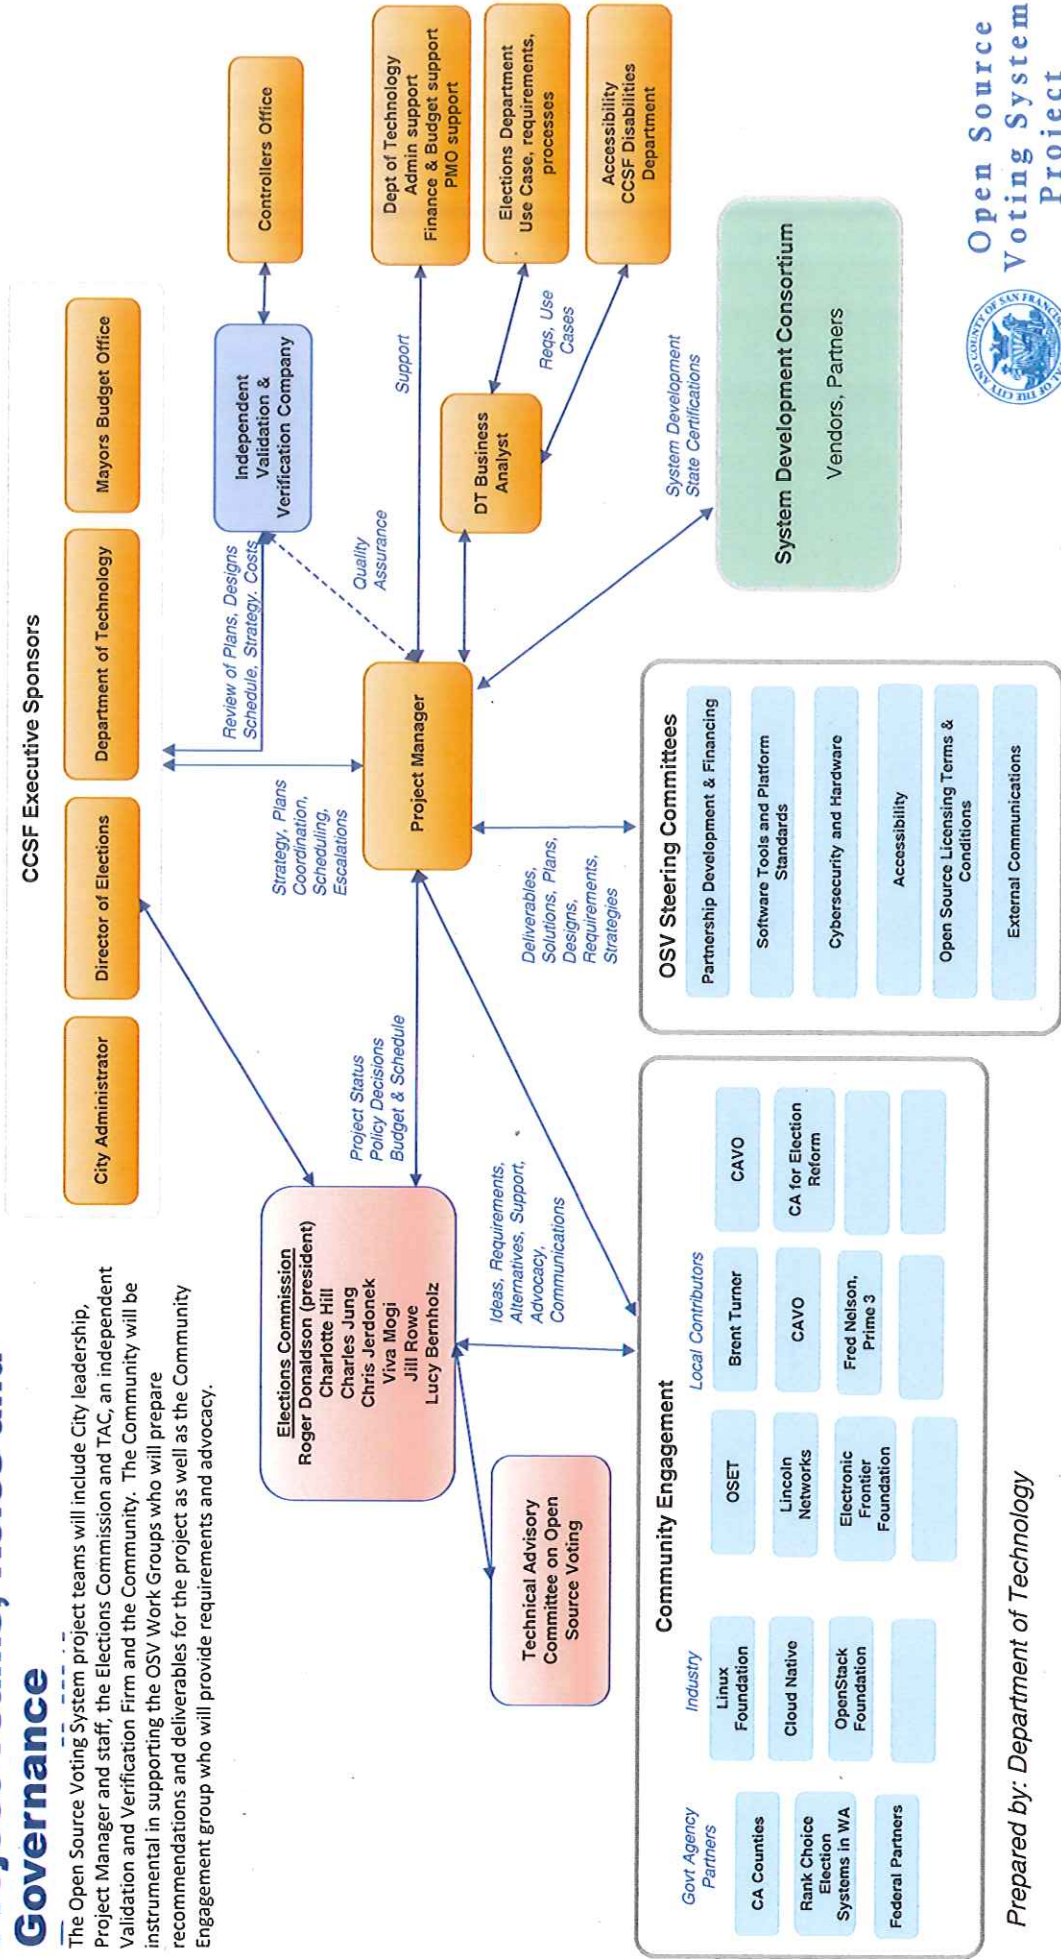 Governance
The Open Source Voting System project teams will include City leadership,
Project Manager and staff, the Elections Commission and TAC, an independent
Validation and Verification Firm and the Community. The Community will be
instrumental in supporting the OSV Work Groups who will prepare
recommendations and deliverables for the project as well as the Community
Engagement group who will provide requirements and advocacy.
CCSF Executive Sponsors
City Administrator
Director of Elections
Department of Technology
Mayors Budget Office
Elections Commission
Roger Donaldson (president)
Charlotte Hill
Charles Jung
Chris Jerdonek
Viva Mogi
Jill Rowe
Lucy Bernholz
Project Status
Policy Decisions
Budget & Schedule
Strategy, Plans
Coordination,
Scheduling,
Escalations
Review of Plans, Designs
Schedule, Strategy. Costs
Independent
Validation &
Verification Company
Controllers Office
Quality
Assurance
Project Manager
Support
Dept of Technology
Admin support
Finance & Budget support
PMO support
DT Business
Analyst
Reqs, Use
Cases
Elections Department
Use Case, requirements,
processes
Accessibility
CCSF Disabilities
Department
Technical Advisory
Committee on Open
Source Voting
Ideas, Requirements,
Alternatives, Support,
Advocacy,
Communications
Deliverables,
Solutions, Plans,
Designs,
Requirements,
Strategies
System Development
State Certifications
System Development Consortium
Vendors, Partners
Community Engagement
Govt Agency
Partners
CA Counties
Rank Choice
Election
Systems in WA
Federal Partners
Industry
Linux
Foundation
Cloud Native
OpenStack
Foundation
Local Contributors
OSET
Lincoln
Networks
Electronic
Frontier
Foundation
Brent Turner
CAVO
Fred Nelson,
Prime 3
CAVO
CA for Election
Reform
OSV Steering Committees
Partnership Development & Financing
Software Tools and Platform
Standards
Cybersecurity and Hardware
Accessibility
Open Source Licensing Terms &
Conditions
External Communications
Prepared by: Department of Technology
Open Source
Voting System
Project